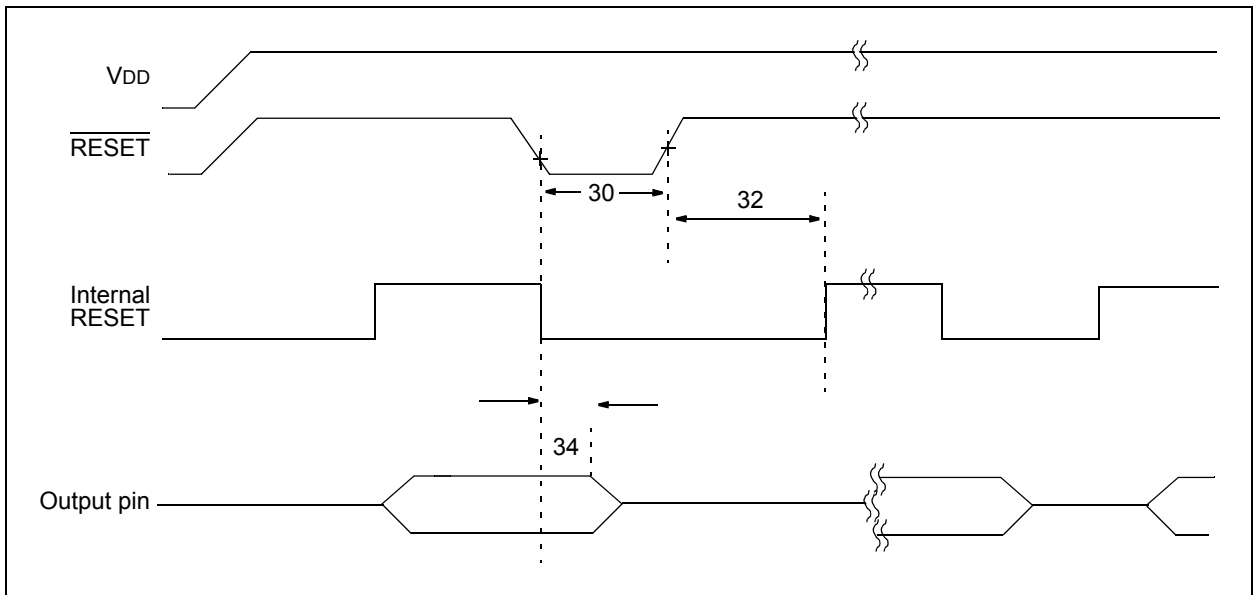 VDD
RESET
30
32
Internal
RESET
34
Output pin